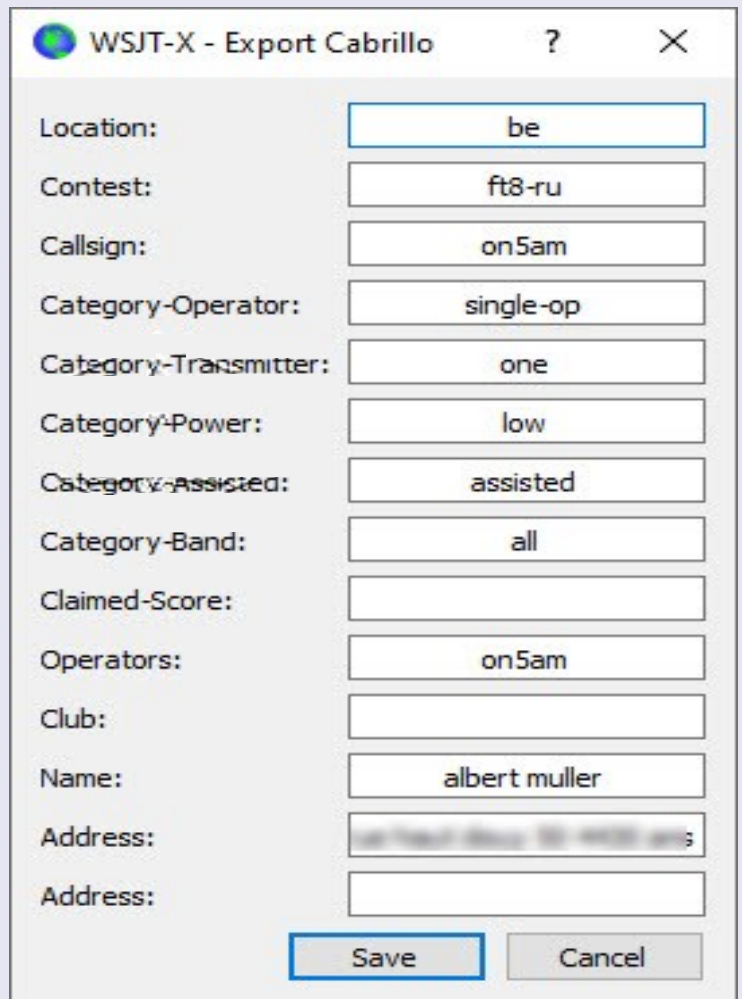 WSJT-X - Export Cabrillo ? ✕
Location: be
Contest: ft8-ru
Callsign: on5am
Category-Operator: single-op
Category-Transmitter: one
Category-Power: low
Category-Assisted: assisted
Category-Band: all
Claimed-Score:
Operators: on5am
Club:
Name: albert muller
Address:
Address:
Save Cancel